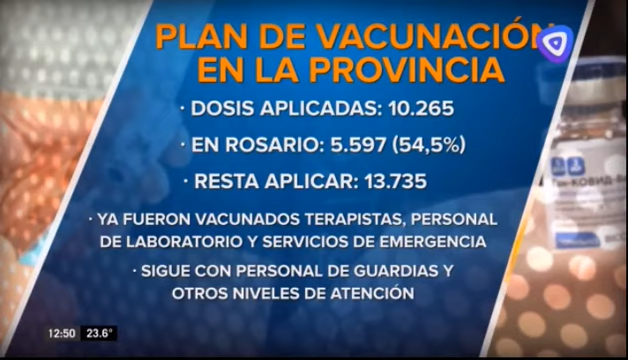 PLAN DE VACUNACIÓN
EN LA PROVINCIA
· DOSIS APLICADAS: 10.265
· EN ROSARIO: 5.597 (54,5%)
· RESTA APLICAR: 13.735
· YA FUERON VACUNADOS TERAPISTAS, PERSONAL
DE LABORATORIO Y SERVICIOS DE EMERGENCIA
· SIGUE CON PERSONAL DE GUARDIAS Y
OTROS NIVELES DE ATENCIÓN
12:50 23.6°